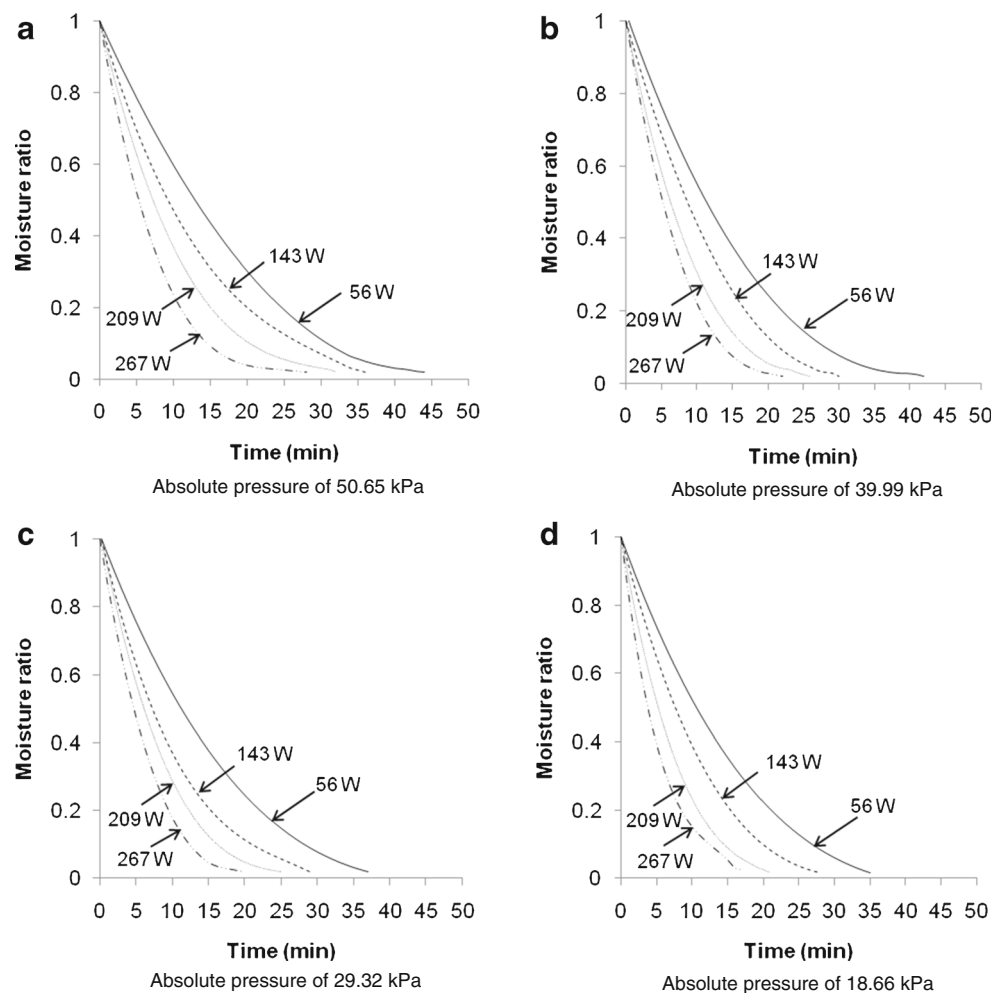 a
1
0.8
0.6
0.4
0.2
0
Moisture ratio
143 W
56 W
209 W
267 W
0 5 10 15 20 25 30 35 40 45 50
Time (min)
Absolute pressure of 50.65 kPa
b
1
0.8
0.6
0.4
0.2
0
Moisture ratio
143 W
56 W
209 W
267 W
0 5 10 15 20 25 30 35 40 45 50
Time (min)
Absolute pressure of 39.99 kPa
c
1
0.8
0.6
0.4
0.2
0
Moisture ratio
143 W
56 W
209 W
267 W
0 5 10 15 20 25 30 35 40 45 50
Time (min)
Absolute pressure of 29.32 kPa
d
1
0.8
0.6
0.4
0.2
0
Moisture ratio
143 W
56 W
209 W
267 W
0 5 10 15 20 25 30 35 40 45 50
Time (min)
Absolute pressure of 18.66 kPa